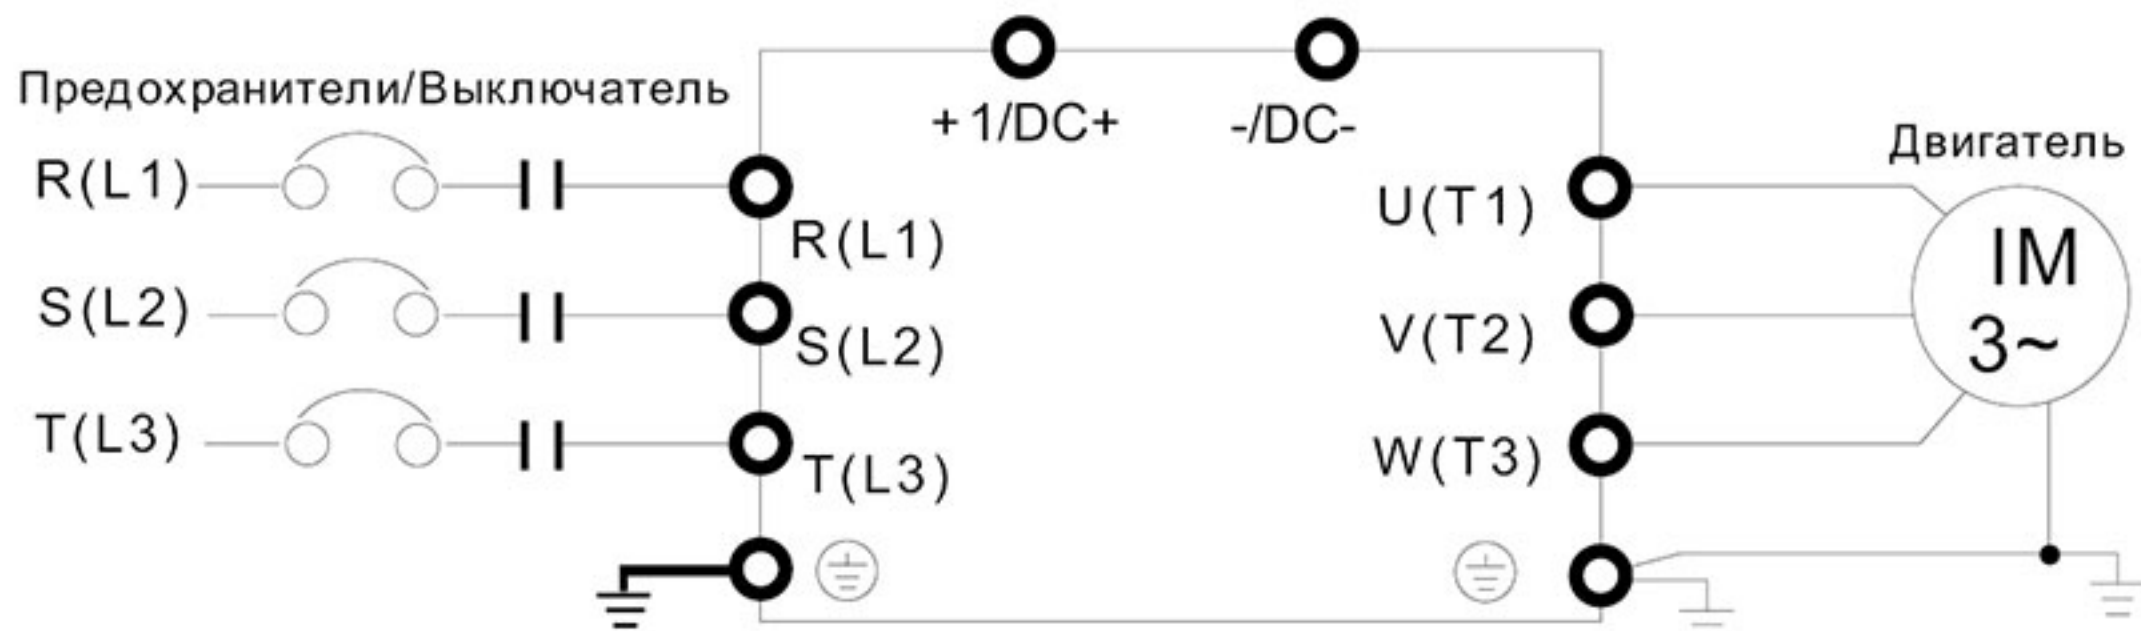 Предохранители/Выключатель
+1/DC+
-/DC-
Двигатель
R(L1)
R(L1)
U(T1)
IM
3~
S(L2)
S(L2)
V(T2)
T(L3)
T(L3)
W(T3)